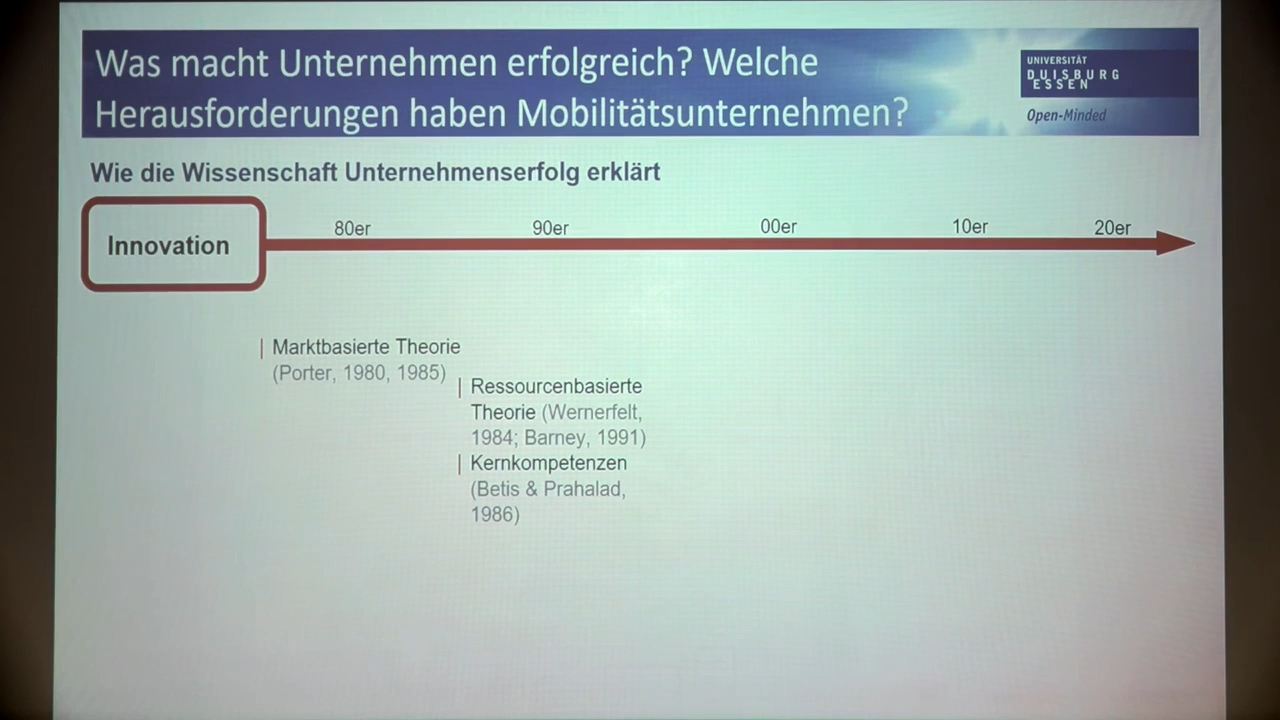 Was macht Unternehmen erfolgreich? Welche
Herausforderungen haben Mobilitätsunternehmen?
UNIVERSITÄT
DUISBURG
ESSEN
Open-Minded
Wie die Wissenschaft Unternehmenserfolg erklärt
Innovation
80er
90er
00er
10er
20er
| Marktbasierte Theorie
(Porter, 1980, 1985)
| Ressourcenbasierte
Theorie (Wernerfelt,
1984; Barney, 1991)
| Kernkompetenzen
(Betis & Prahalad,
1986)